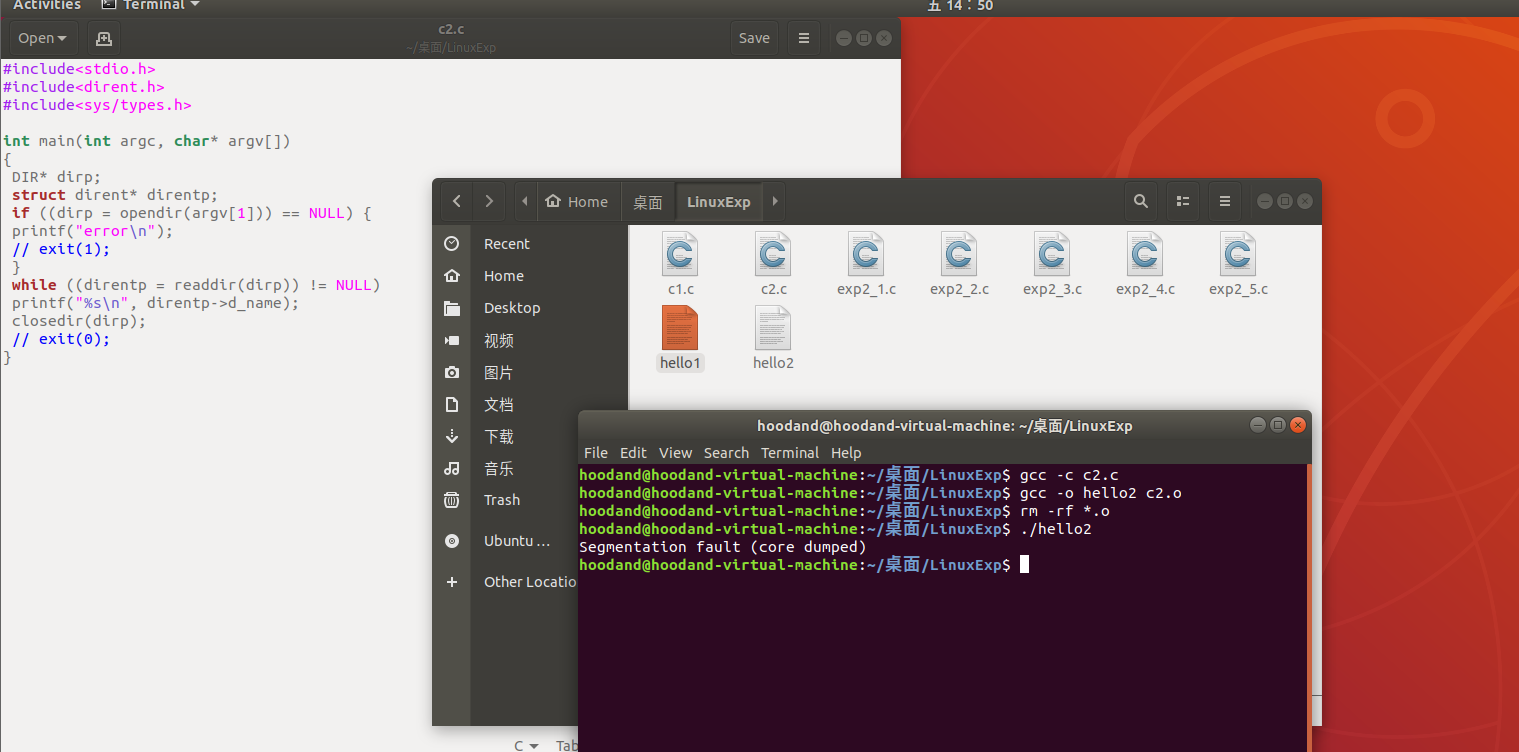 Activities Terminal 五 14：50
Open c2.c Save
~/桌面/LinuxExp
#include<stdio.h>
#include<dirent.h>
#include<sys/types.h>
int main(int argc, char* argv[])
{
DIR* dirp;
struct dirent* direntp;
if ((dirp = opendir(argv[1])) == NULL) {
printf("error\n");
// exit(1);
}
while ((direntp = readdir(dirp)) != NULL)
printf("%s\n", direntp->d_name);
closedir(dirp);
// exit(0);
}
Home 桌面 LinuxExp
Recent
Home
Desktop
视频
图片
文档
下载
音乐
Trash
Ubuntu …
Other Locatio
c1.c c2.c exp2_1.c exp2_2.c exp2_3.c exp2_4.c exp2_5.c
hello1 hello2
hoodand@hoodand-virtual-machine: ~/桌面/LinuxExp
File Edit View Search Terminal Help
hoodand@hoodand-virtual-machine:~/桌面/LinuxExp$ gcc -c c2.c
hoodand@hoodand-virtual-machine:~/桌面/LinuxExp$ gcc -o hello2 c2.o
hoodand@hoodand-virtual-machine:~/桌面/LinuxExp$ rm -rf *.o
hoodand@hoodand-virtual-machine:~/桌面/LinuxExp$ ./hello2
Segmentation fault (core dumped)
hoodand@hoodand-virtual-machine:~/桌面/LinuxExp$
C Tab